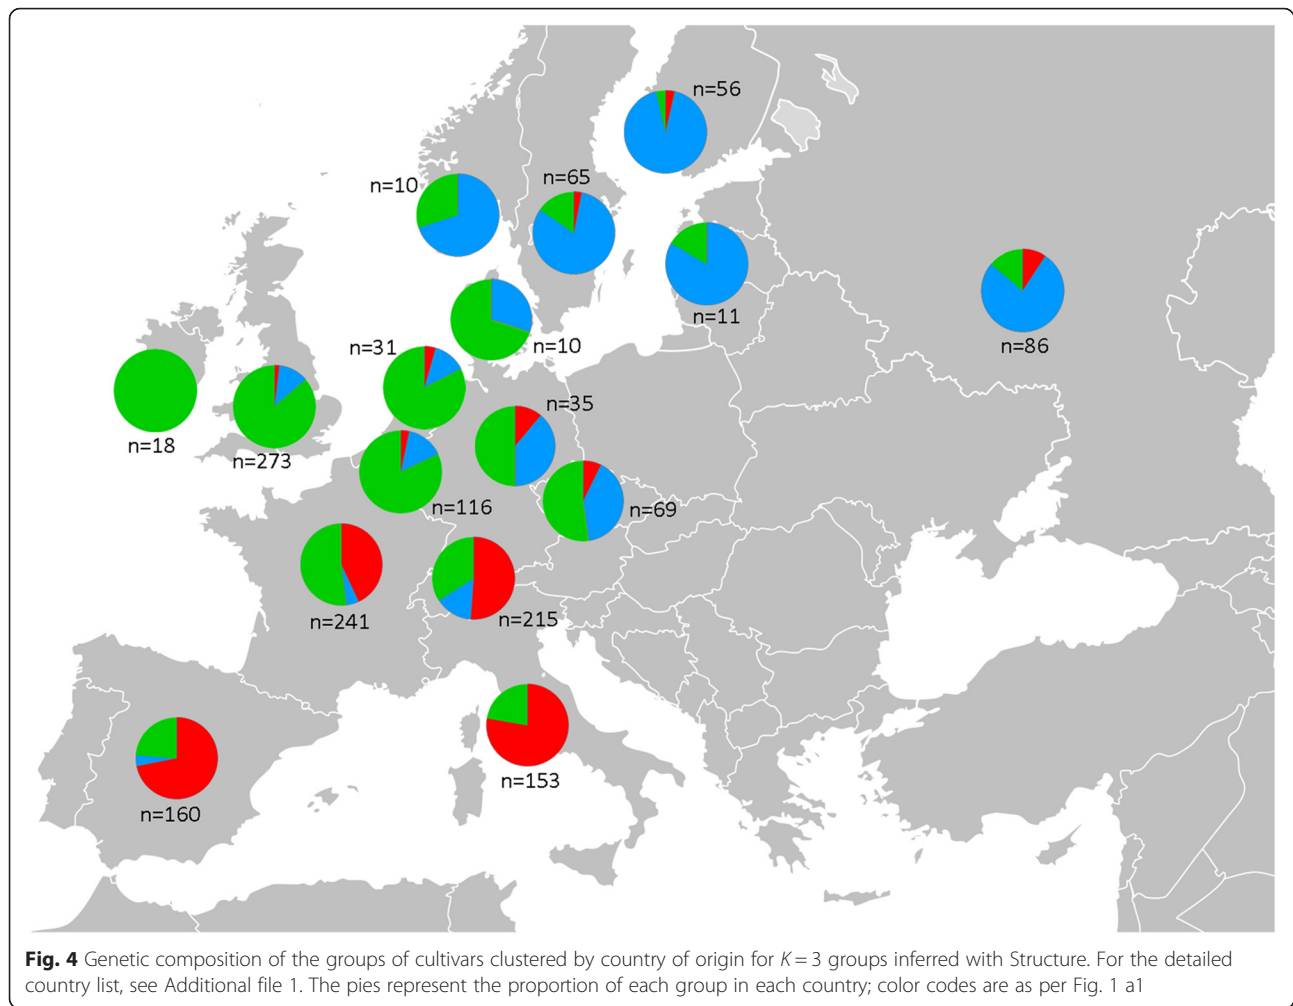 n=56
n=65
n=10
n=11
n=86
n=31
n=10
n=35
n=18
n=273
n=116
n=69
n=241
n=215
n=153
n=160
Fig. 4 Genetic composition of the groups of cultivars clustered by country of origin for K = 3 groups inferred with Structure. For the detailed
country list, see Additional file 1. The pies represent the proportion of each group in each country; color codes are as per Fig. 1 a1